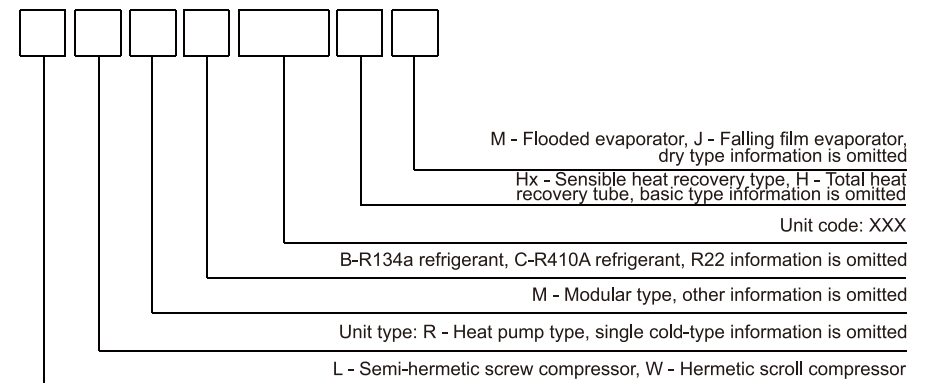 M - Flooded evaporator, J - Falling film evaporator,
dry type information is omitted
Hx - Sensible heat recovery type, H - Total heat
recovery tube, basic type information is omitted
Unit code: XXX
B-R134a refrigerant, C-R410A refrigerant, R22 information is omitted
M - Modular type, other information is omitted
Unit type: R - Heat pump type, single cold-type information is omitted
L - Semi-hermetic screw compressor, W - Hermetic scroll compressor